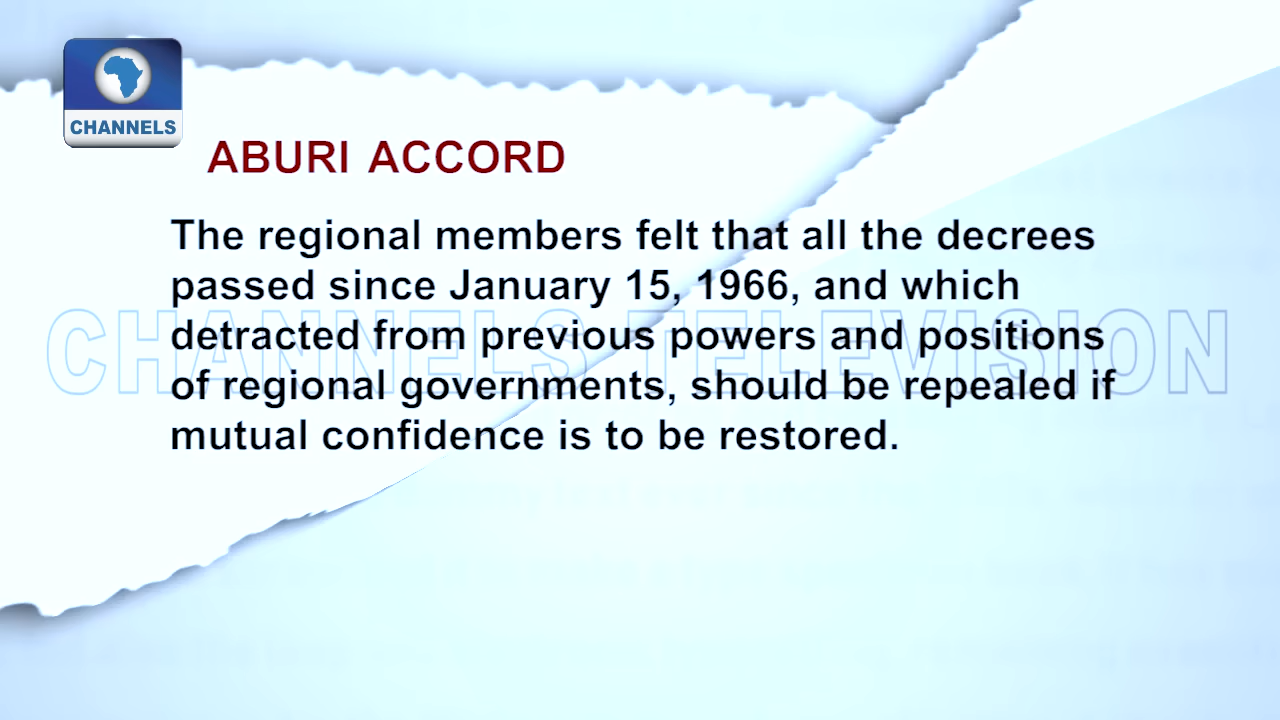 CHANNELS
ABURI ACCORD
The regional members felt that all the decrees
passed since January 15, 1966, and which
detracted from previous powers and positions
CHANNELS TELEVISION
of regional governments, should be repealed if
mutual confidence is to be restored.